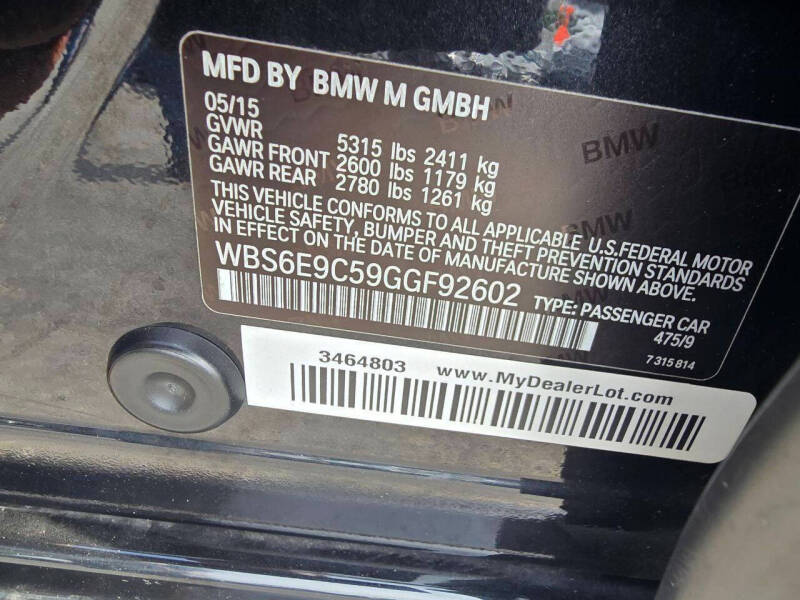 MFD BY BMW M GMBH
05/15
GVWR 5315 lbs 2411 kg
GAWR FRONT 2600 lbs 1179 kg
GAWR REAR 2780 lbs 1261 kg
THIS VEHICLE CONFORMS TO ALL APPLICABLE U.S.FEDERAL MOTOR
VEHICLE SAFETY, BUMPER AND THEFT PREVENTION STANDARDS
IN EFFECT ON THE DATE OF MANUFACTURE SHOWN ABOVE.
WBS6E9C59GGF92602
TYPE: PASSENGER CAR
475/9
7 315 814
BMW
BMW
3464803 www.MyDealerLot.com